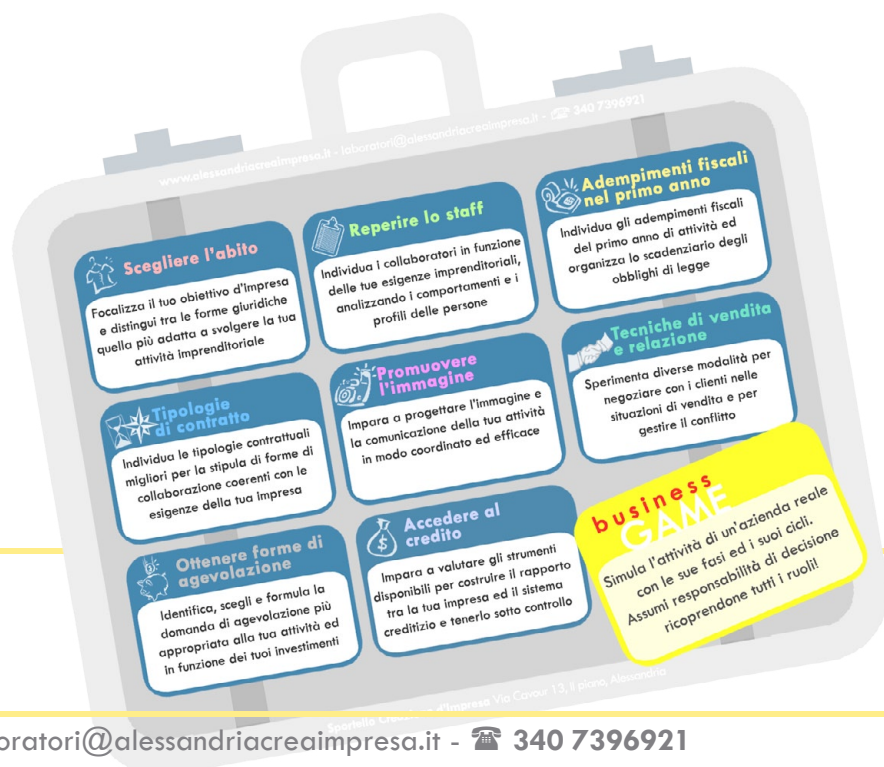 www.alessandriacreaimpresa.it - laboratori@alessandriacreaimpresa.it - ☎ 340 7396921
Scegliere l'abito
Focalizza il tuo obiettivo d'impresa
e distingui tra le forme giuridiche
quella più adatta a svolgere la tua
attività imprenditoriale
Reperire lo staff
Individua i collaboratori in funzione
delle tue esigenze imprenditoriali,
analizzando i comportamenti e i
profili delle persone
Adempimenti fiscali
nel primo anno
Individua gli adempimenti fiscali
del primo anno di attività ed
organizza lo scadenziario degli
obblighi di legge
Tipologie
di contratto
Individua le tipologie contrattuali
migliori per la stipula di forme di
collaborazione coerenti con le
esigenze della tua impresa
Promuovere
l'immagine
Impara a progettare l'immagine e
la comunicazione della tua attività
in modo coordinato ed efficace
Tecniche di vendita
e relazione
Sperimenta diverse modalità per
negoziare con i clienti nelle
situazioni di vendita e per
gestire il conflitto
Ottenere forme di
agevolazione
Identifica, scegli e formula la
domanda di agevolazione più
appropriata alla tua attività ed
in funzione dei tuoi investimenti
Accedere al
credito
$
Impara a valutare gli strumenti
disponibili per costruire il rapporto
tra la tua impresa ed il sistema
creditizio e tenerlo sotto controllo
business
GAME
Simula l'attività di un'azienda reale
con le sue fasi ed i suoi cicli.
Assumi responsabilità di decisione
ricoprendone tutti i ruoli!
Sportello Creazione d'Impresa Via Cavour 13, II piano, Alessandria
oratori@alessandriacreaimpresa.it - ☎ 340 7396921